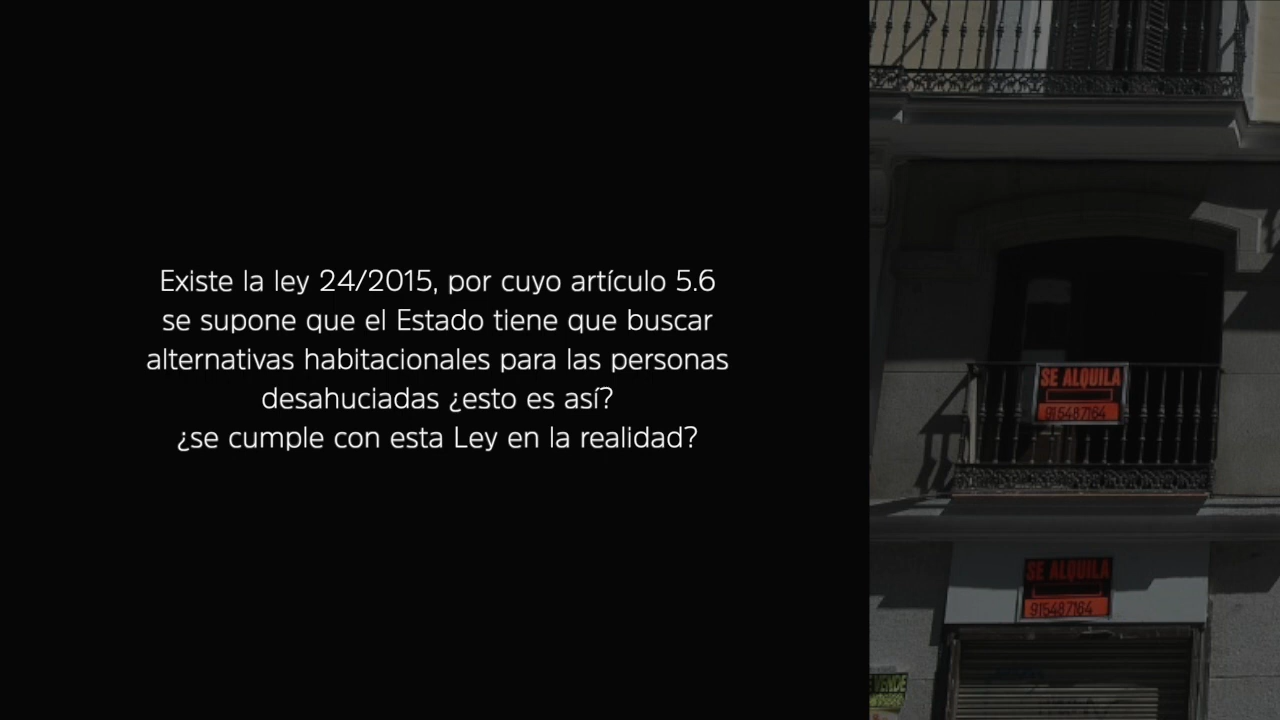 Existe la ley 24/2015, por cuyo artículo 5.6
se supone que el Estado tiene que buscar
alternativas habitacionales para las personas
desahuciadas ¿esto es así?
¿se cumple con esta Ley en la realidad?
SE ALQUILA
915487164
SE ALQUILA
915487164
VENDE